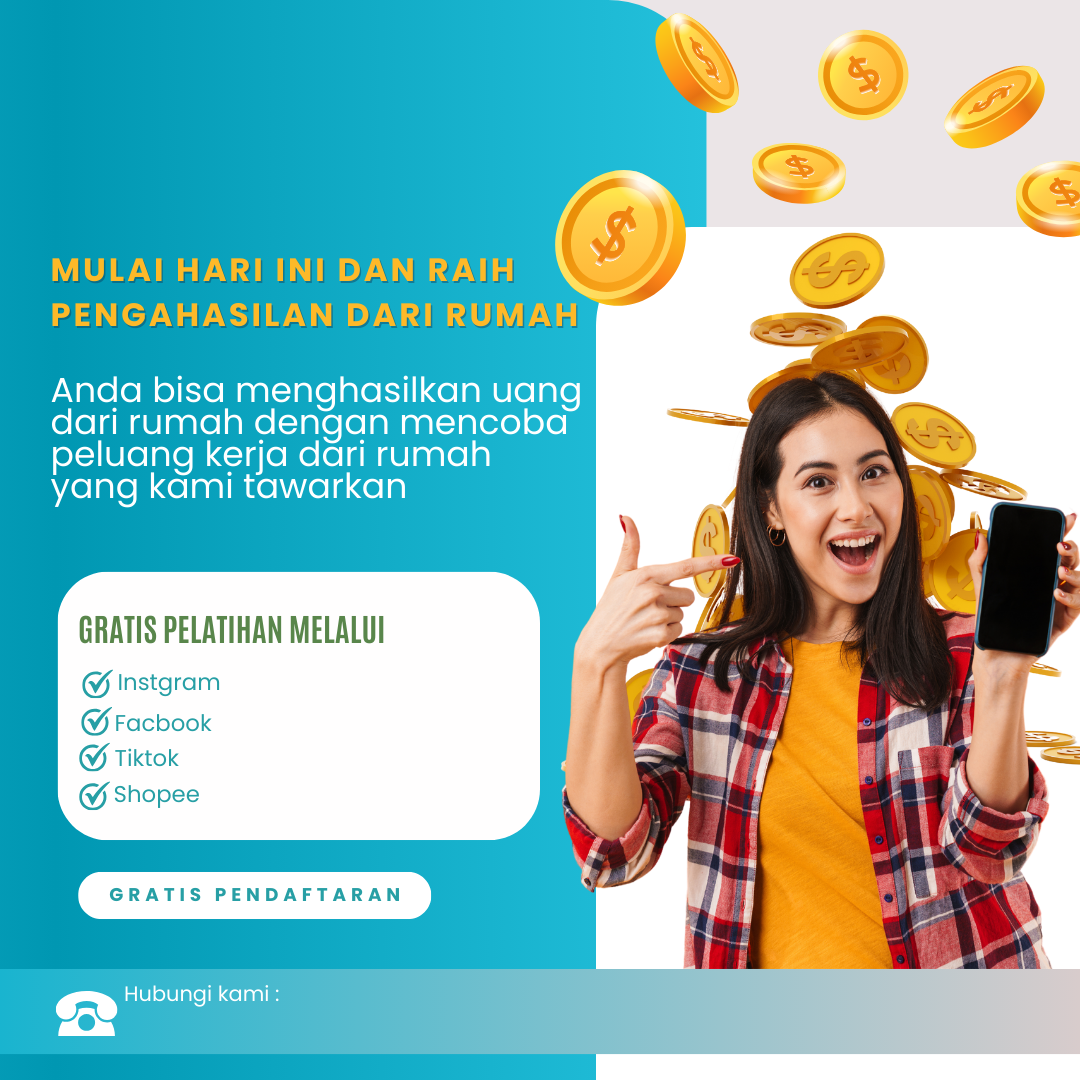 MULAI HARI INI DAN RAIH
PENGAHASILAN DARI RUMAH
Anda bisa menghasilkan uang
dari rumah dengan mencoba
peluang kerja dari rumah
yang kami tawarkan
GRATIS PELATIHAN MELALUI
Instgram
Facbook
Tiktok
Shopee
GRATIS PENDAFTARAN
Hubungi kami :